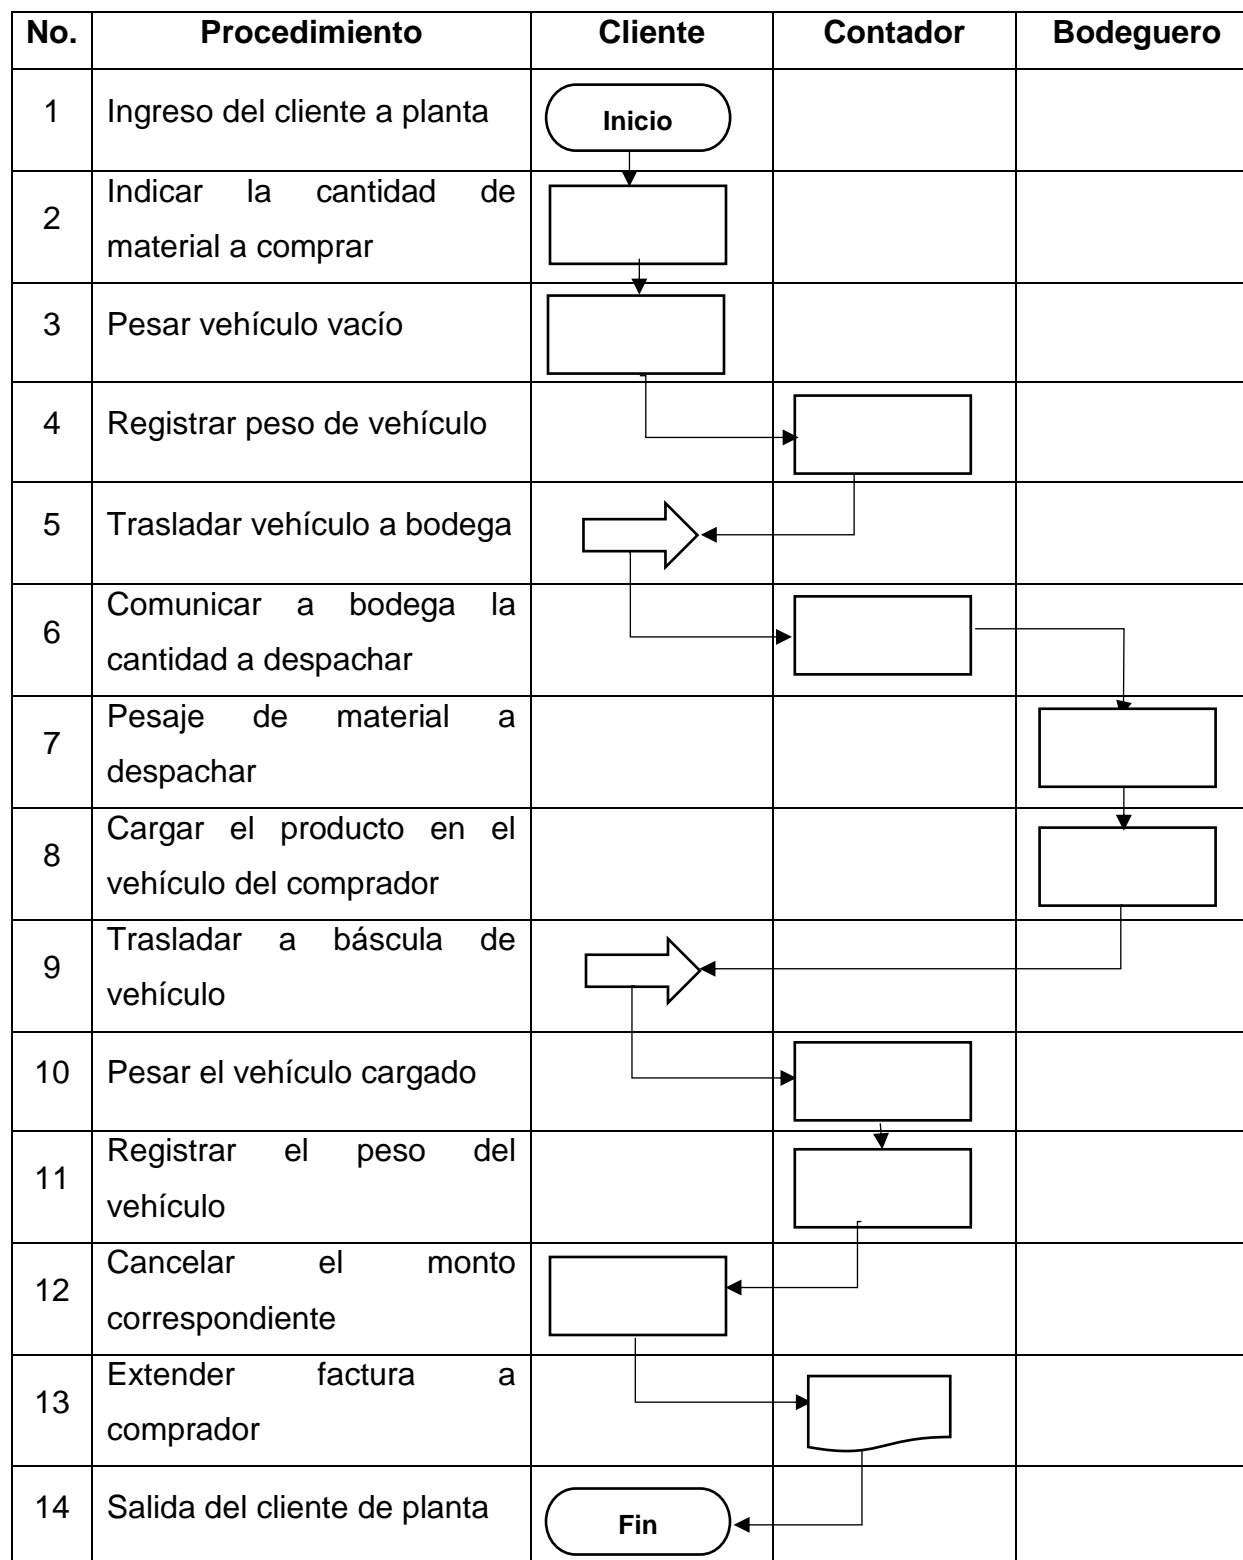 No. Procedimiento Cliente Contador Bodeguero
1 Ingreso del cliente a planta Inicio
2 Indicar la cantidad de
material a comprar
3 Pesar vehículo vacío
4 Registrar peso de vehículo
5 Trasladar vehículo a bodega
6 Comunicar a bodega la
cantidad a despachar
7 Pesaje de material a
despachar
8 Cargar el producto en el
vehículo del comprador
9 Trasladar a báscula de
vehículo
10 Pesar el vehículo cargado
11 Registrar el peso del
vehículo
12 Cancelar el monto
correspondiente
13 Extender factura a
comprador
14 Salida del cliente de planta Fin